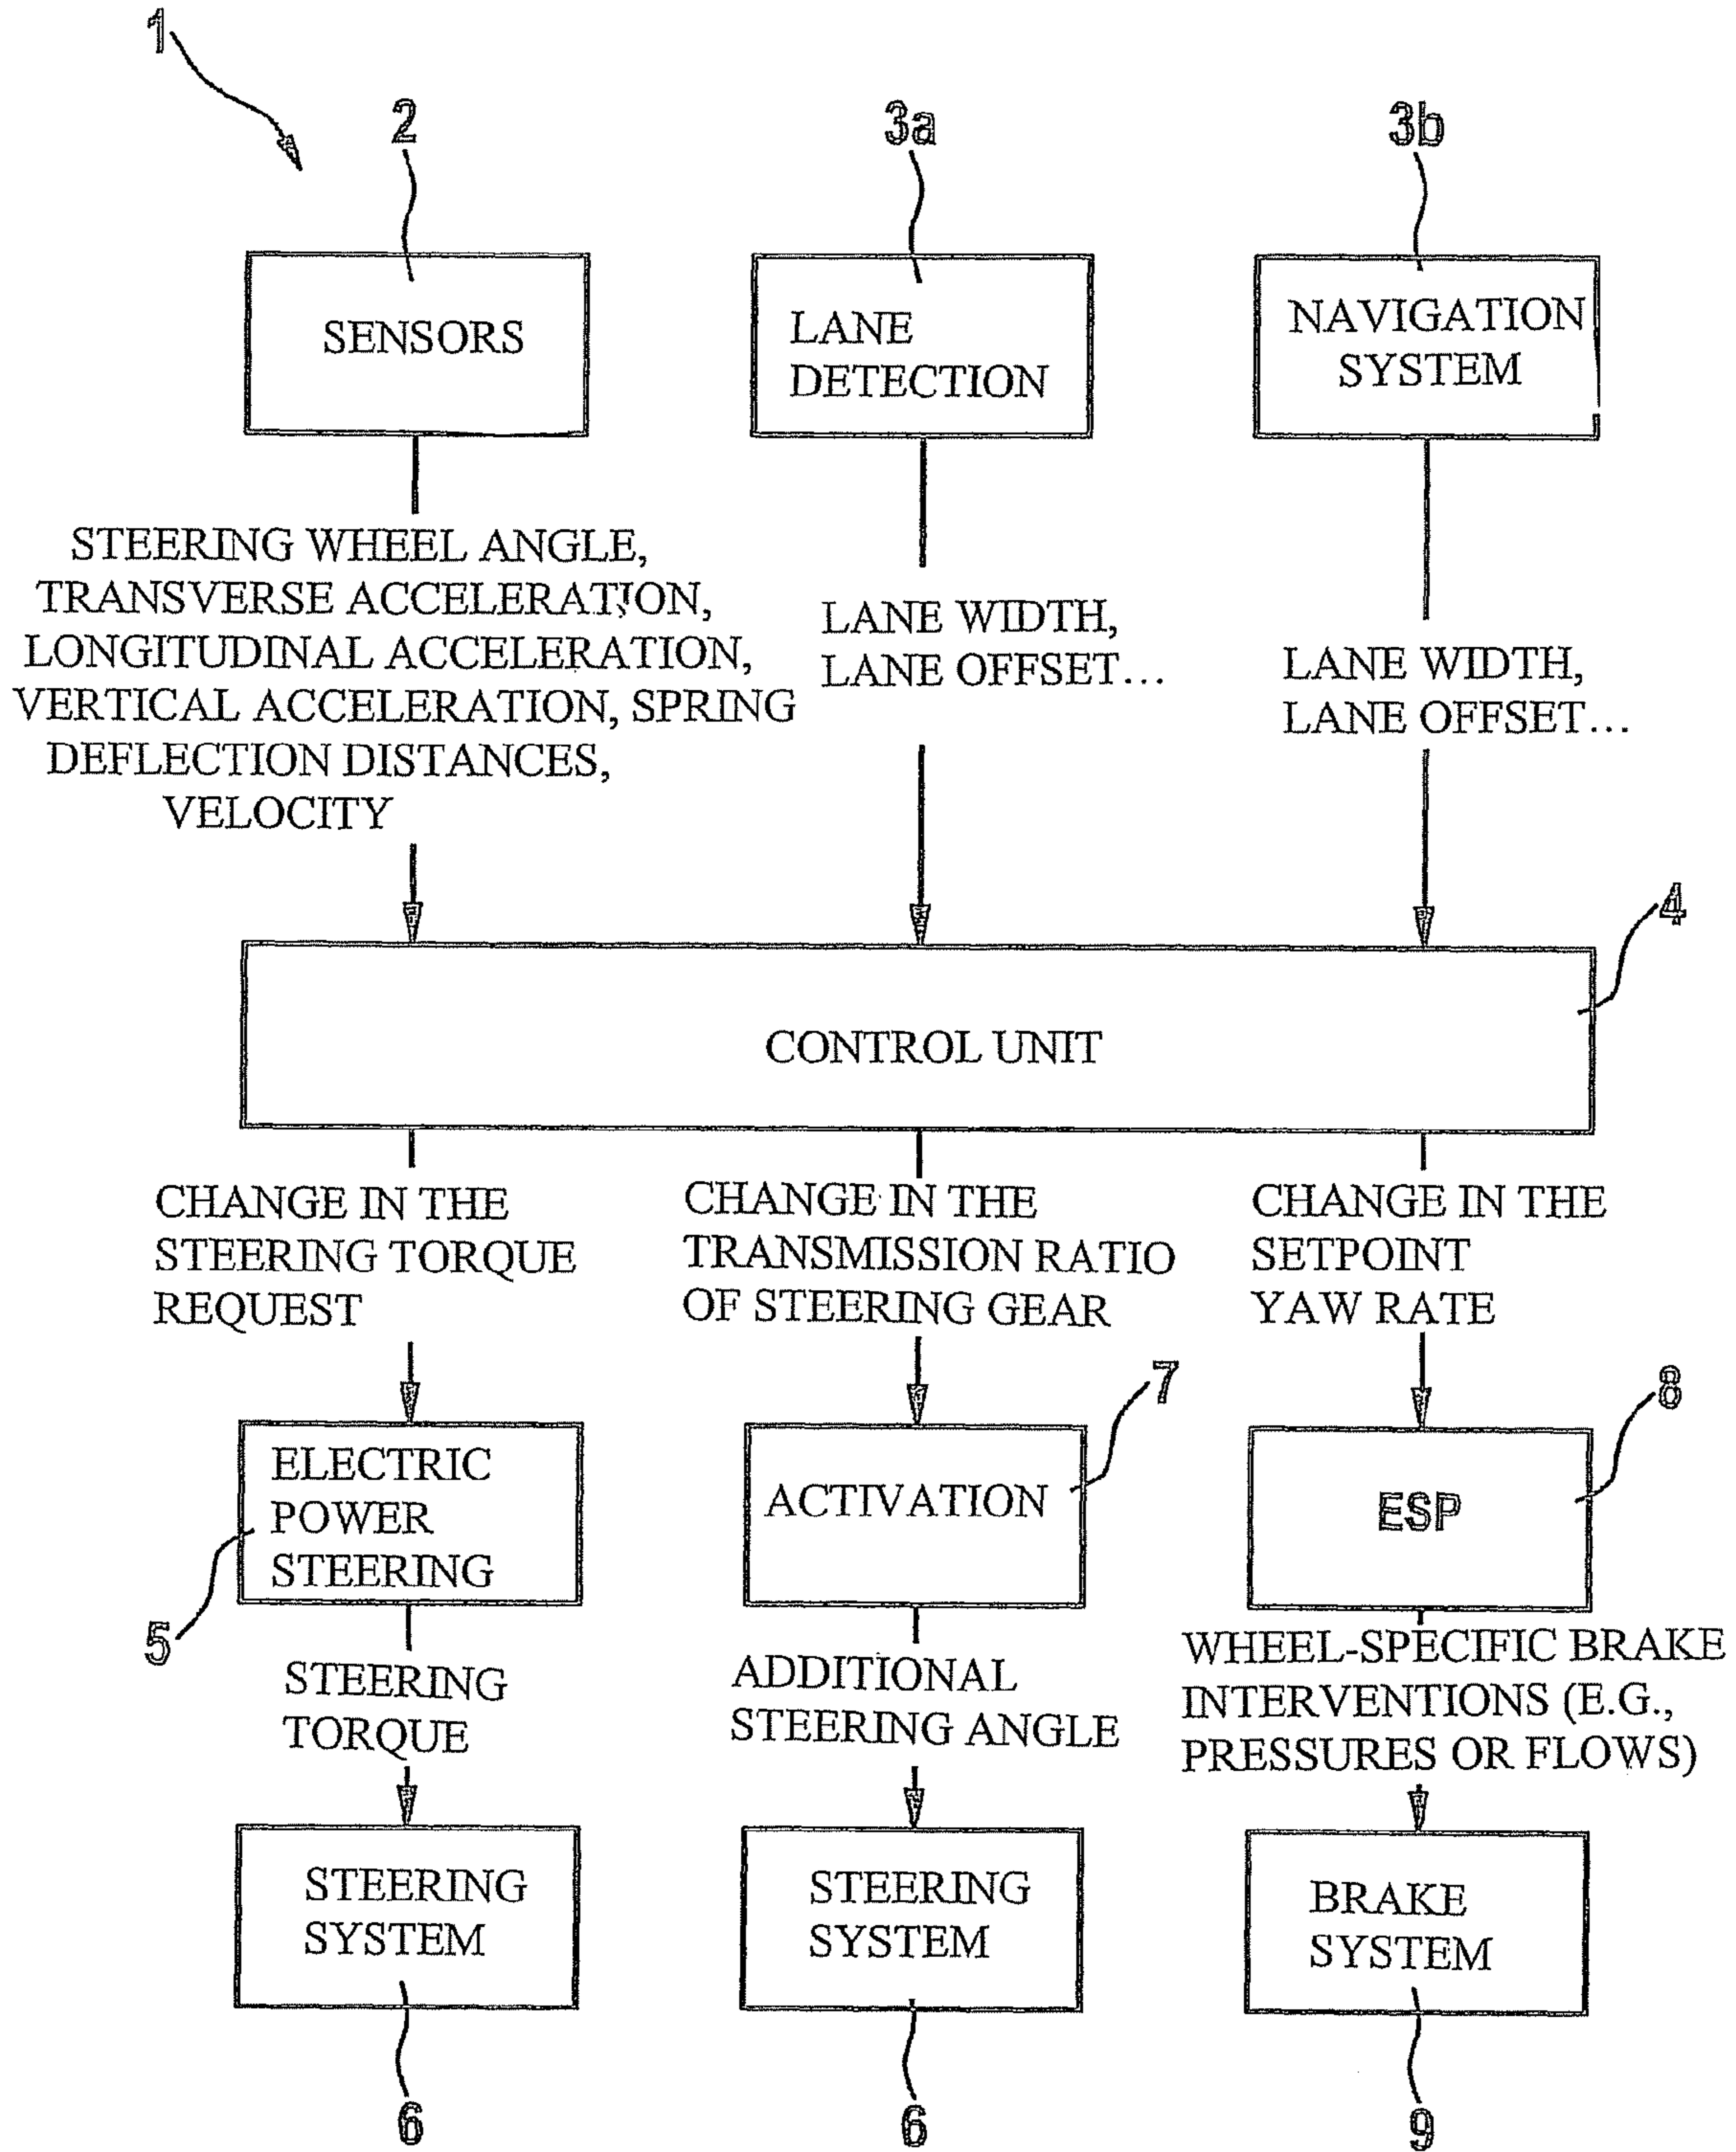 1
2
3a
3b
SENSORS
LANE
DETECTION
NAVIGATION
SYSTEM
STEERING WHEEL ANGLE,
TRANSVERSE ACCELERATION,
LONGITUDINAL ACCELERATION,
VERTICAL ACCELERATION, SPRING
DEFLECTION DISTANCES,
VELOCITY
LANE WIDTH,
LANE OFFSET...
LANE WIDTH,
LANE OFFSET...
4
CONTROL UNIT
CHANGE IN THE
STEERING TORQUE
REQUEST
CHANGE IN THE
TRANSMISSION RATIO
OF STEERING GEAR
CHANGE IN THE
SETPOINT
YAW RATE
ELECTRIC
POWER
STEERING
5
ACTIVATION
7
ESP
8
STEERING
TORQUE
ADDITIONAL
STEERING ANGLE
WHEEL-SPECIFIC BRAKE
INTERVENTIONS (E.G.,
PRESSURES OR FLOWS)
STEERING
SYSTEM
STEERING
SYSTEM
BRAKE
SYSTEM
6
6
9